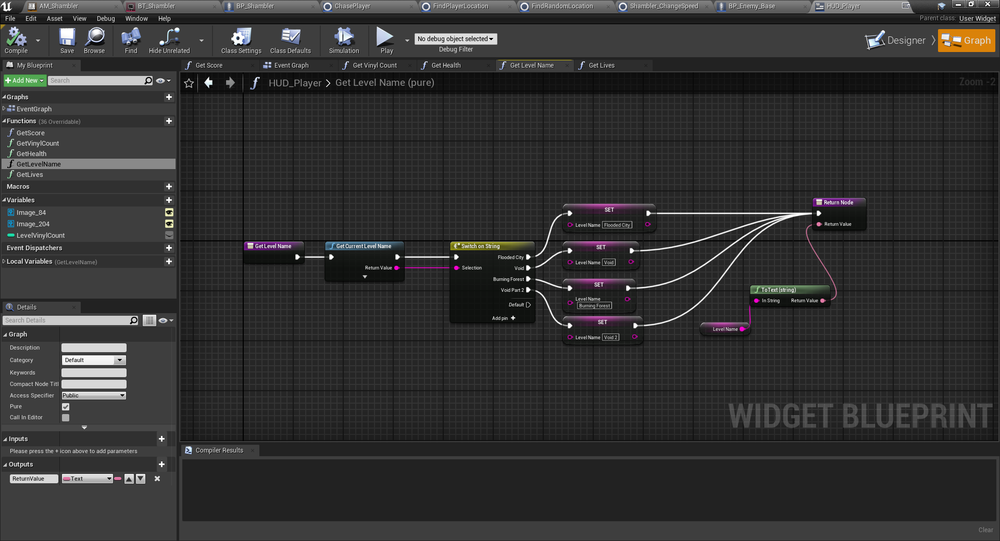 AM_Shambler
BT_Shambler
BP_Shambler
ChasePlayer
FindPlayerLocation
FindRandomLocation
Shambler_ChangeSpeed
BP_Enemy_Base
HUD_Player
File Edit Asset View Debug Window Help
Parent class: User Widget
Compile
Save
Browse
Find
Hide Unrelated
Class Settings
Class Defaults
Simulation
Play
No debug object selected
Debug Filter
Designer
Graph
My Blueprint
Get Score
Event Graph
Get Vinyl Count
Get Health
Get Level Name
Get Lives
Add New
Search
HUD_Player > Get Level Name (pure)
Zoom -2
Graphs
EventGraph
Functions (36 Overridable)
GetScore
GetVinylCount
GetHealth
GetLevelName
GetLives
Macros
Variables
Image_84
Image_204
LevelVinylCount
Event Dispatchers
Local Variables (GetLevelName)
Get Level Name
Get Current Level Name
Return Value
Switch on String
Selection
Flooded City
Void
Burning Forest
Void Part 2
Default
Add pin
SET
Level Name Flooded City
SET
Level Name Void
SET
Level Name
Burning Forest
SET
Level Name Void 2
Return Node
Return Value
ToText (string)
In String Return Value
Level Name
WIDGET BLUEPRINT
Details
Search Details
Graph
Description
Category Default
Keywords
Compact Node Titl
Access Specifier Public
Pure
Call In Editor
Inputs
Please press the + icon above to add parameters
Outputs
ReturnValue Text
Compiler Results
Clear